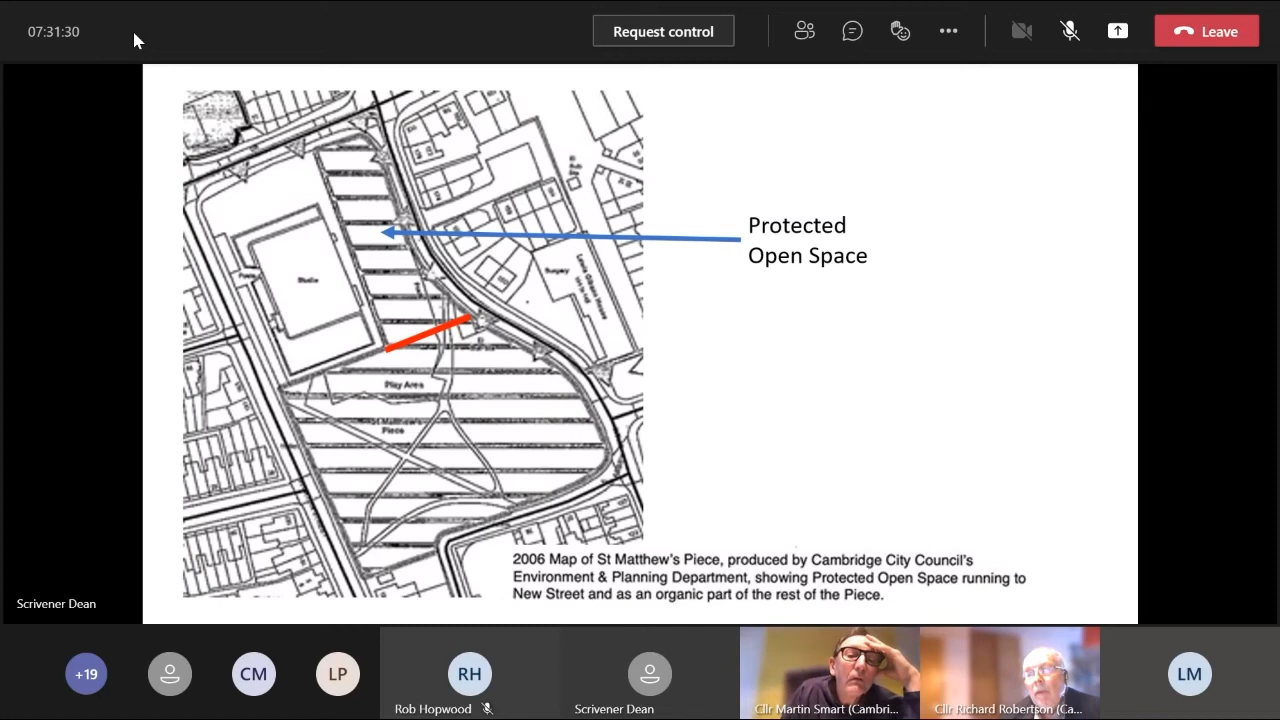 07:31:30
Request control
Leave
Protected
Open Space
Studio
Surgery
Play Area
St Matthew's
Piece
2006 Map of St Matthew's Piece, produced by Cambridge City Council's
Environment & Planning Department, showing Protected Open Space running to
New Street and as an organic part of the rest of the Piece.
Scrivener Dean
+19
CM
LP
RH
LM
Rob Hopwood
Scrivener Dean
Cllr Martin Smart (Cambri...
Cllr Richard Robertson (Ca...